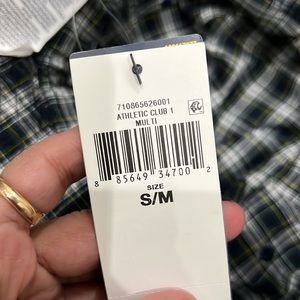 710865626001
ATHLETIC CLUB 1
MULTI
8 85649 34700 2
SIZE
S/M